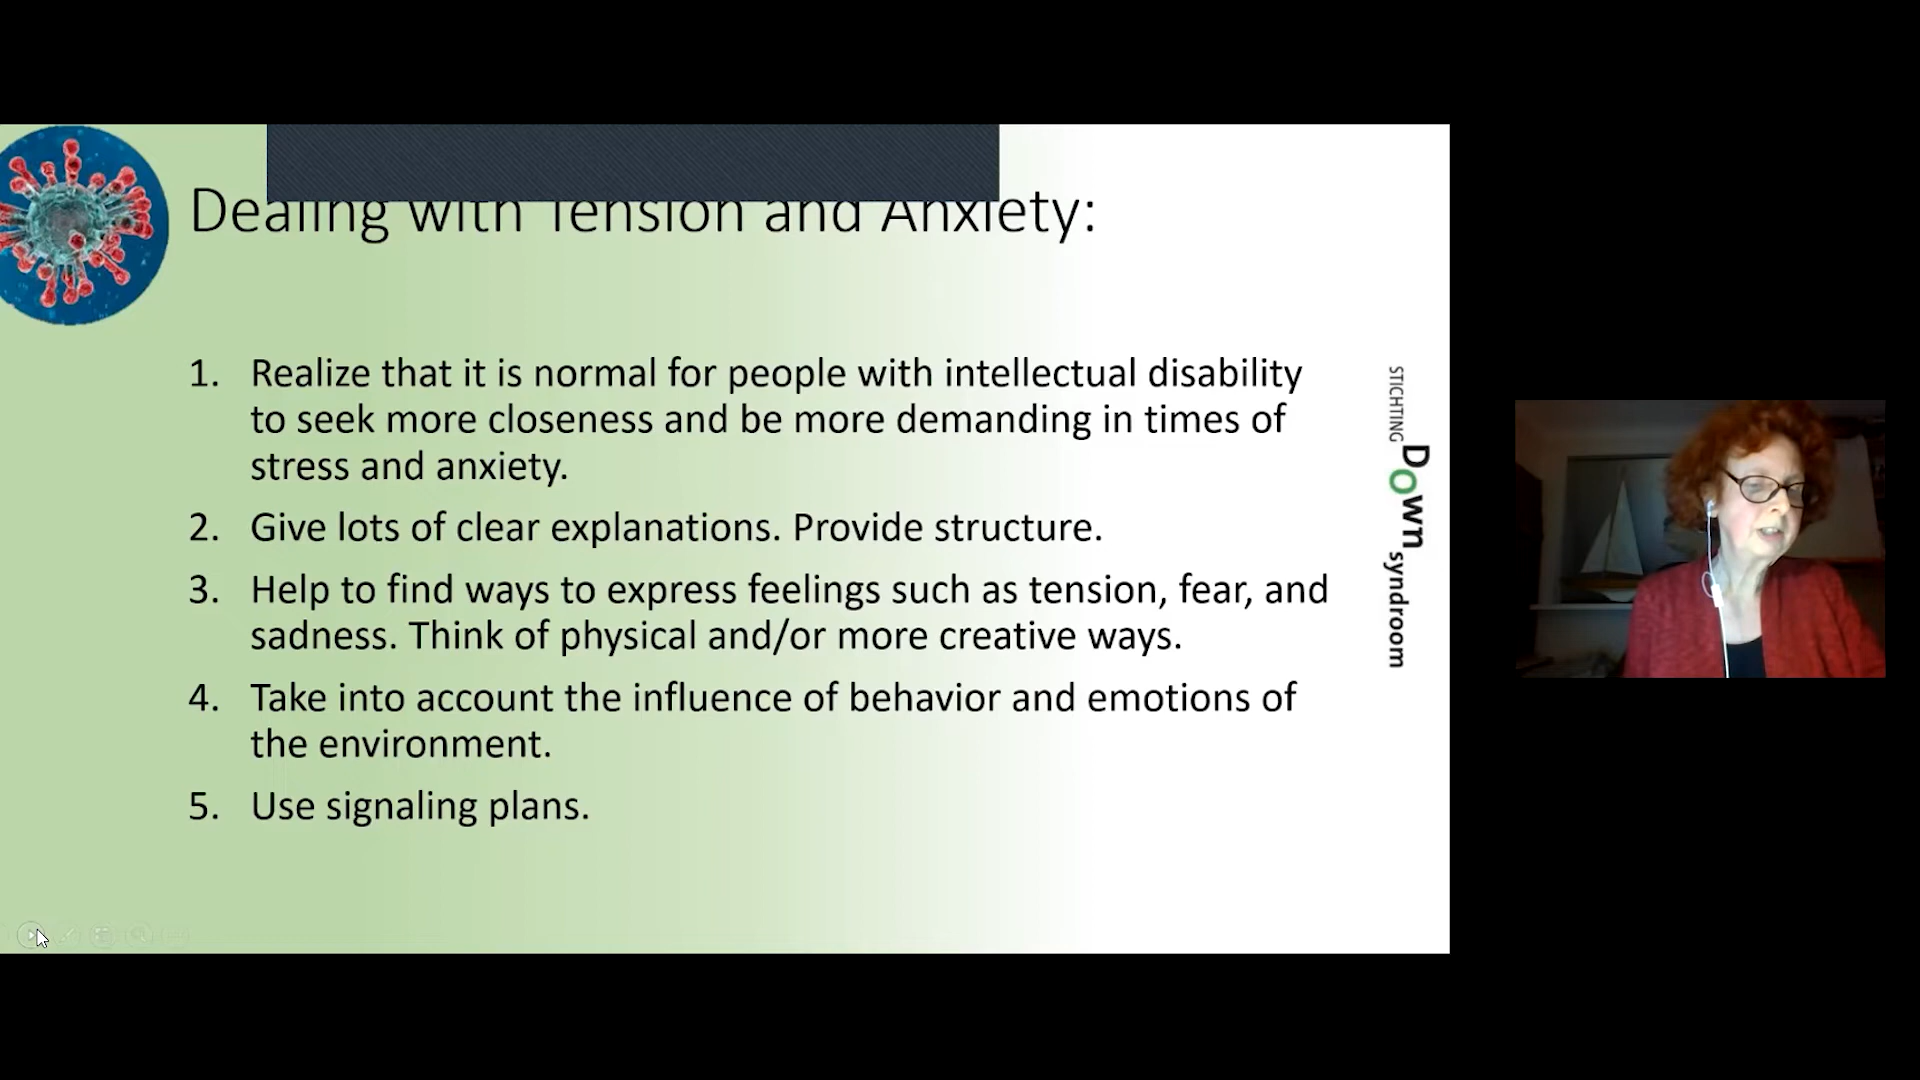 Dealing with Tension and Anxiety:
1. Realize that it is normal for people with intellectual disability
to seek more closeness and be more demanding in times of
stress and anxiety.
2. Give lots of clear explanations. Provide structure.
3. Help to find ways to express feelings such as tension, fear, and
sadness. Think of physical and/or more creative ways.
4. Take into account the influence of behavior and emotions of
the environment.
5. Use signaling plans.
STICHTING
Down
syndroom